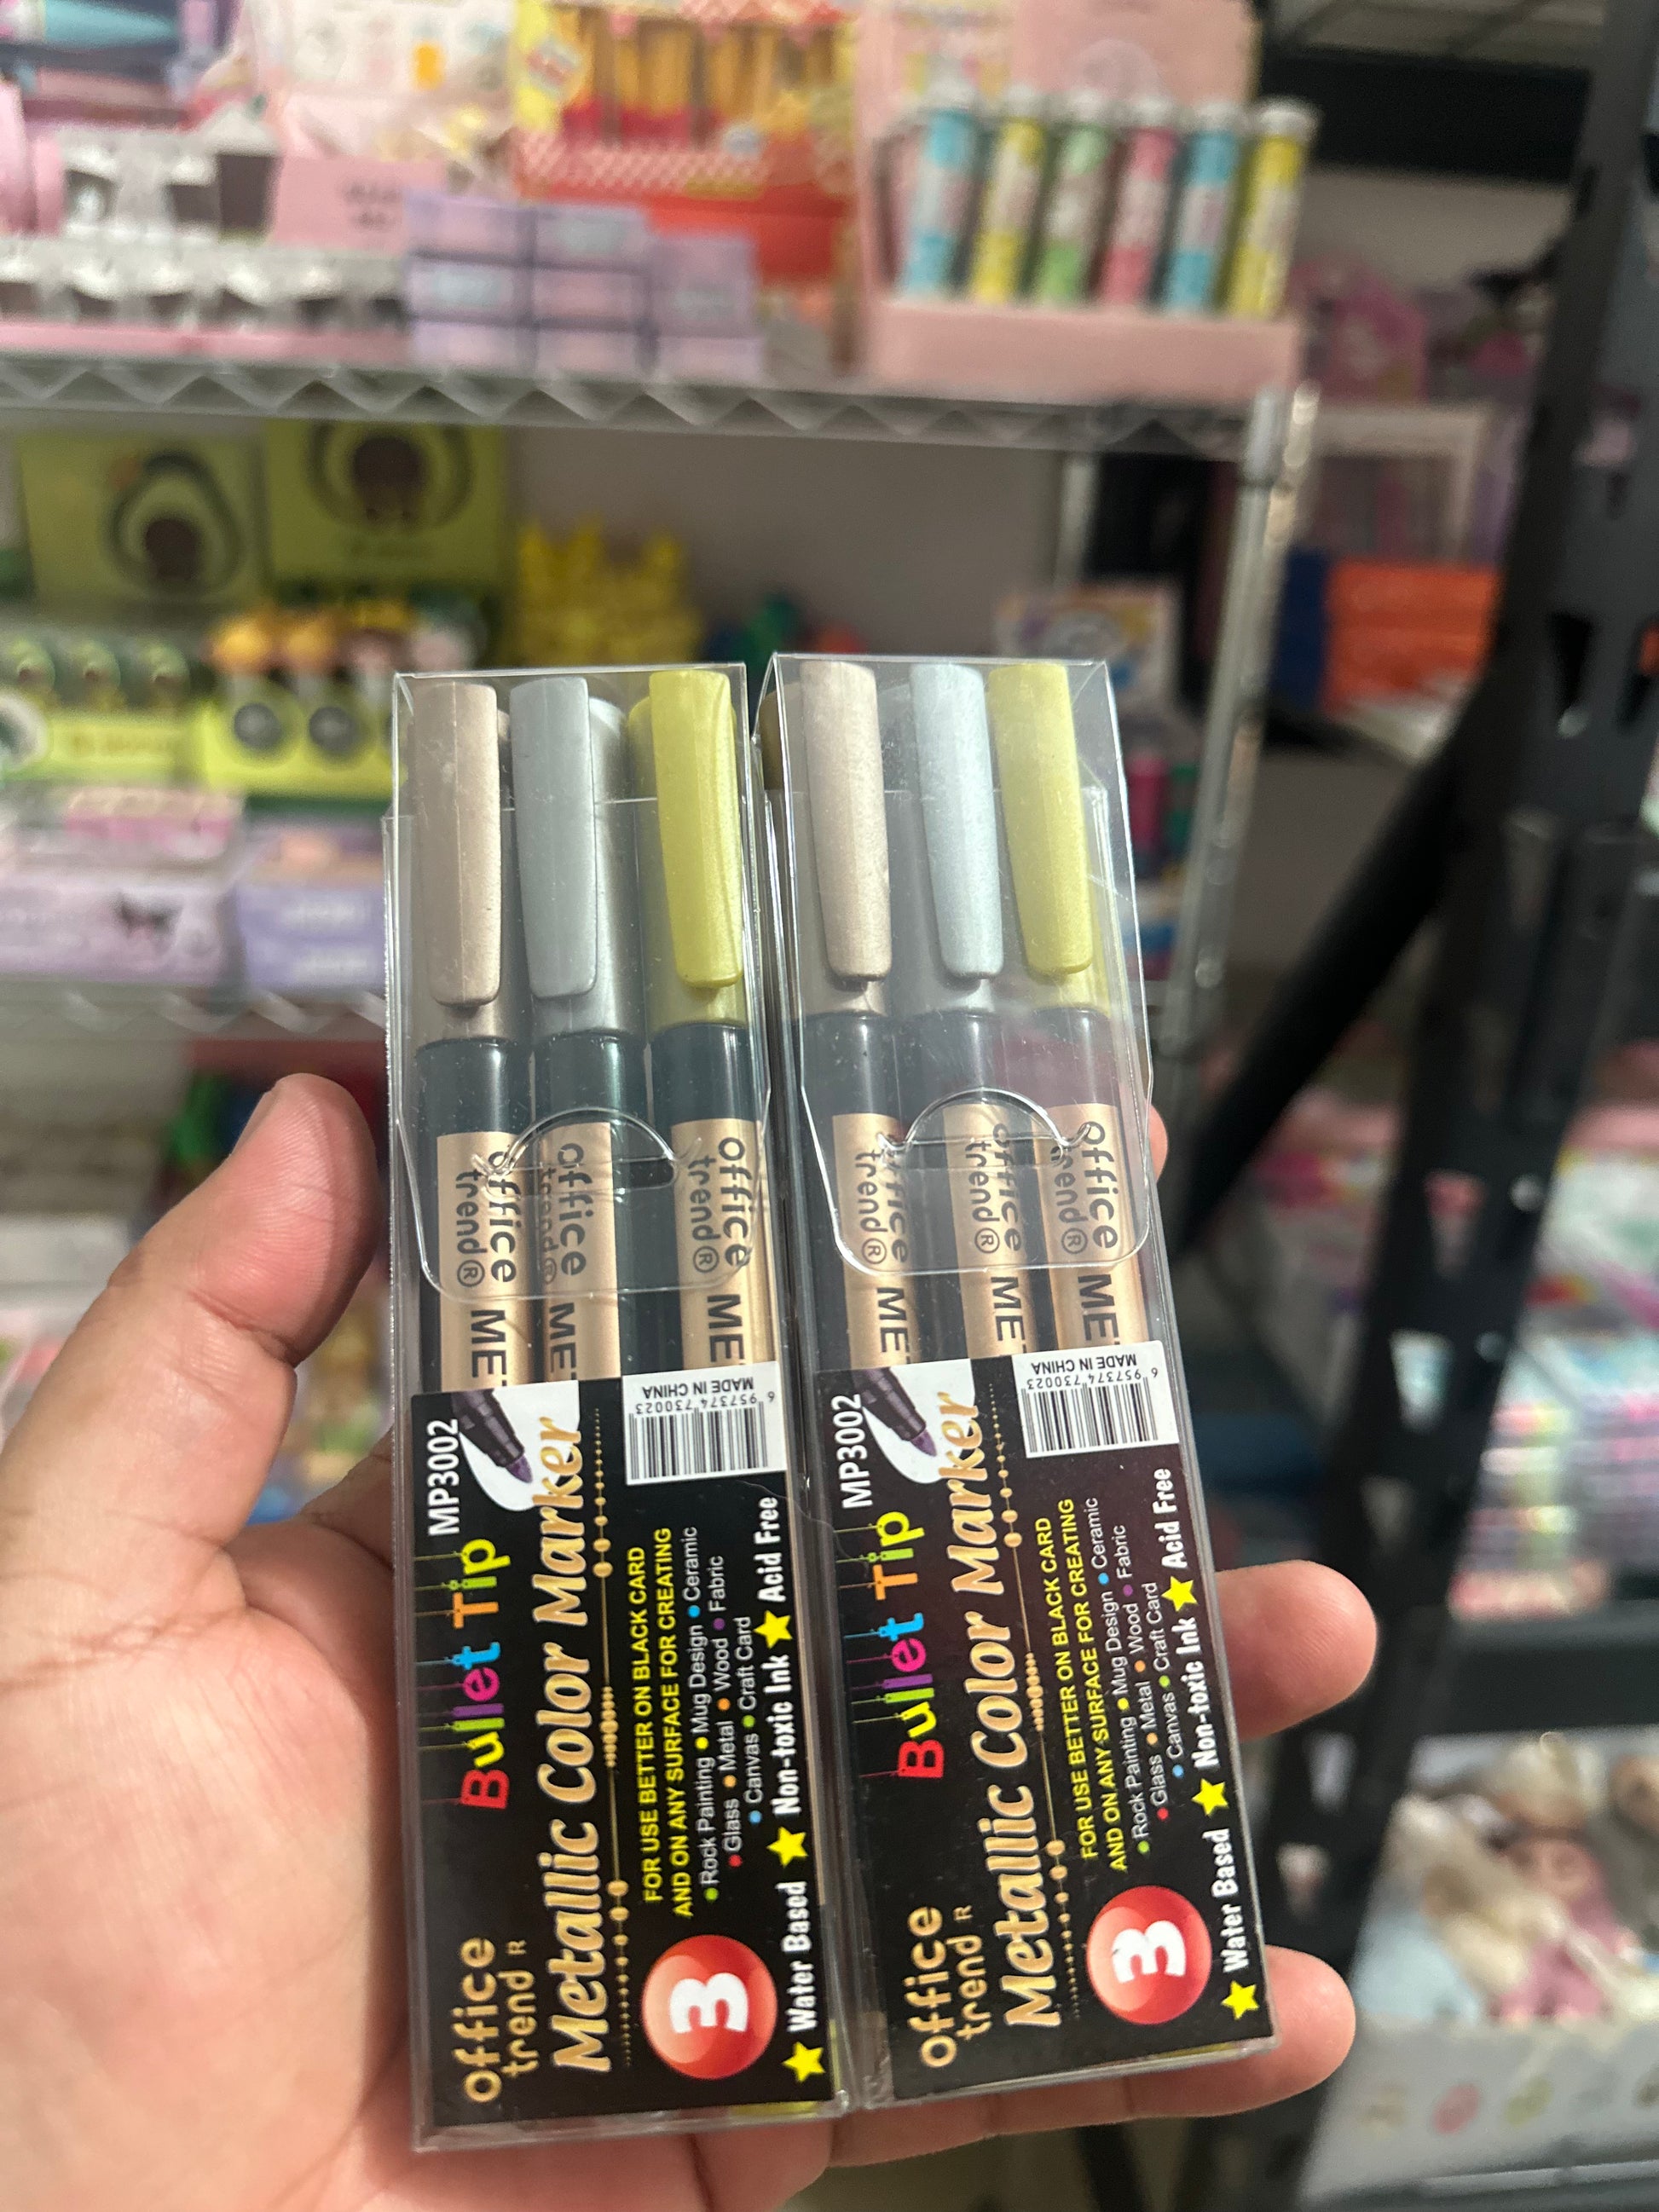 office
trend®
ME
office
trend®
ME
office
trend®
ME
office
trend®
ME
office
trend®
ME
office
trend®
ME
MP3002
Bullet Tip
office
trend R
Metallic Color Marker
MADE IN CHINA
6 957374 730023
FOR USE BETTER ON BLACK CARD
AND ON ANY SURFACE FOR CREATING
•Rock Painting •Mug Design •Ceramic
•Glass •Metal •Wood •Fabric
•Canvas •Craft Card
3
★ Water Based ★ Non-toxic Ink ★ Acid Free
MP3002
Bullet Tip
office
trend R
Metallic Color Marker
MADE IN CHINA
6 957374 730023
FOR USE BETTER ON BLACK CARD
AND ON ANY SURFACE FOR CREATING
•Rock Painting •Mug Design •Ceramic
•Glass •Metal •Wood •Fabric
•Canvas •Craft Card
3
★ Water Based ★ Non-toxic Ink ★ Acid Free